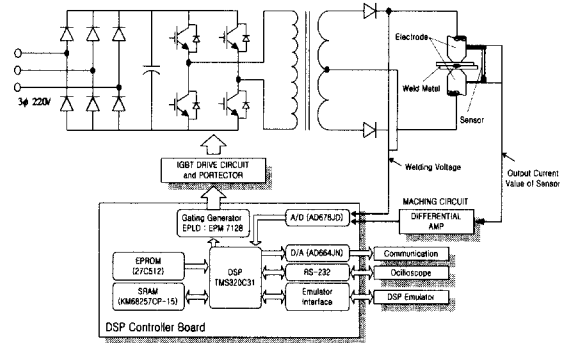 3φ 220V
Electrode
Weld Metal
Sensor
Welding Voltage
Output Current
Value of Sensor
IGBT DRIVE CIRCUIT
and PORTECTOR
MACHING CIRCUIT
DIFFERENTIAL
AMP
Gating Generator
EPLD : EPM 7128
A/D (AD678JD)
D/A (AD664JN)
Communication
EPROM
(27C512)
DSP
TMS320C31
RS-232
Ocilloscope
SRAM
(KM68257CP-15)
Emulator
Interface
DSP Emulator
DSP Controller Board